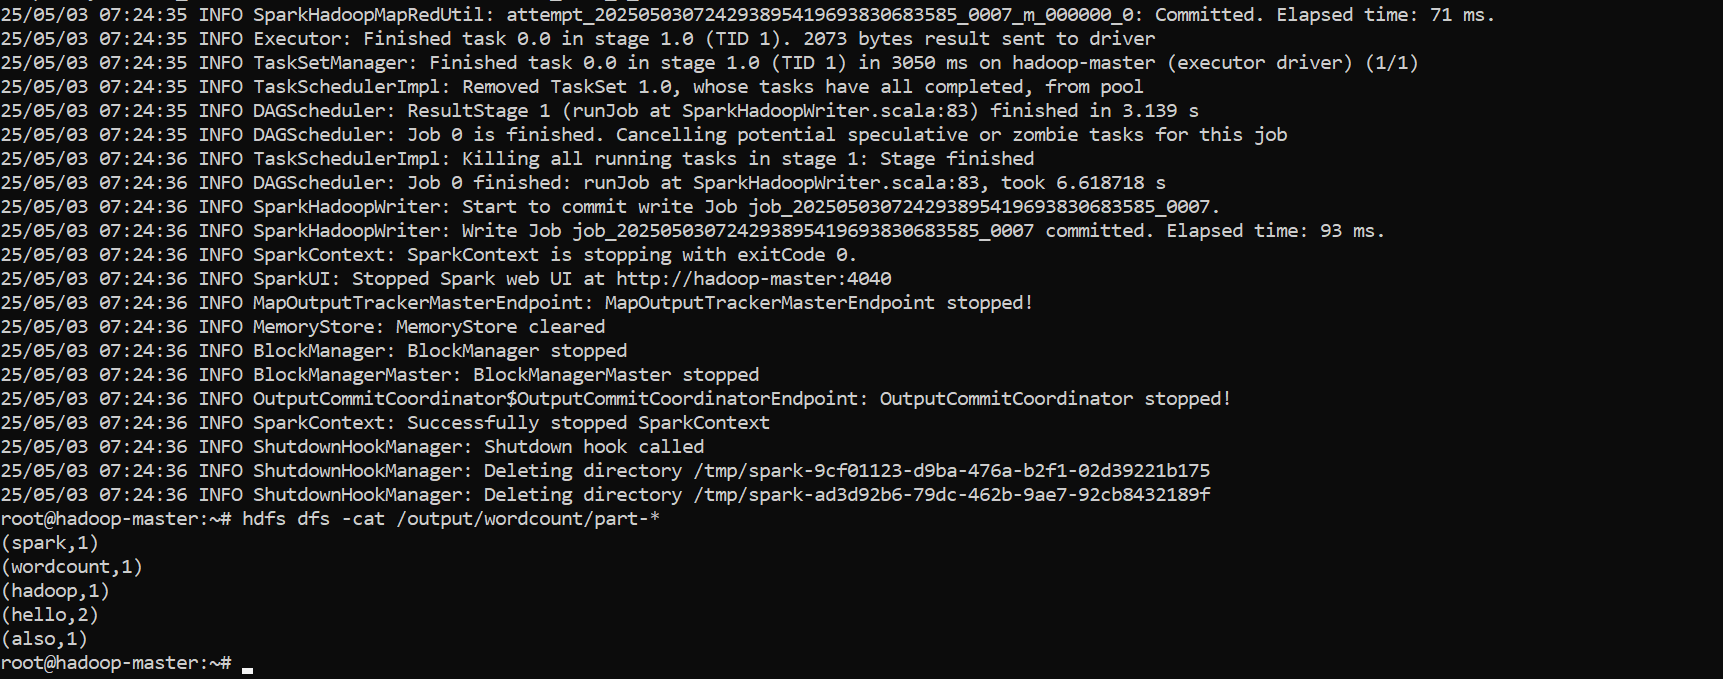 25/05/03 07:24:35 INFO SparkHadoopMapRedUtil: attempt_202505030724293895419693830683585_0007_m_000000_0: Committed. Elapsed time: 71 ms.
25/05/03 07:24:35 INFO Executor: Finished task 0.0 in stage 1.0 (TID 1). 2073 bytes result sent to driver
25/05/03 07:24:35 INFO TaskSetManager: Finished task 0.0 in stage 1.0 (TID 1) in 3050 ms on hadoop-master (executor driver) (1/1)
25/05/03 07:24:35 INFO TaskSchedulerImpl: Removed TaskSet 1.0, whose tasks have all completed, from pool
25/05/03 07:24:35 INFO DAGScheduler: ResultStage 1 (runJob at SparkHadoopWriter.scala:83) finished in 3.139 s
25/05/03 07:24:35 INFO DAGScheduler: Job 0 is finished. Cancelling potential speculative or zombie tasks for this job
25/05/03 07:24:36 INFO TaskSchedulerImpl: Killing all running tasks in stage 1: Stage finished
25/05/03 07:24:36 INFO DAGScheduler: Job 0 finished: runJob at SparkHadoopWriter.scala:83, took 6.618718 s
25/05/03 07:24:36 INFO SparkHadoopWriter: Start to commit write Job job_202505030724293895419693830683585_0007.
25/05/03 07:24:36 INFO SparkHadoopWriter: Write Job job_202505030724293895419693830683585_0007 committed. Elapsed time: 93 ms.
25/05/03 07:24:36 INFO SparkContext: SparkContext is stopping with exitCode 0.
25/05/03 07:24:36 INFO SparkUI: Stopped Spark web UI at http://hadoop-master:4040
25/05/03 07:24:36 INFO MapOutputTrackerMasterEndpoint: MapOutputTrackerMasterEndpoint stopped!
25/05/03 07:24:36 INFO MemoryStore: MemoryStore cleared
25/05/03 07:24:36 INFO BlockManager: BlockManager stopped
25/05/03 07:24:36 INFO BlockManagerMaster: BlockManagerMaster stopped
25/05/03 07:24:36 INFO OutputCommitCoordinator$OutputCommitCoordinatorEndpoint: OutputCommitCoordinator stopped!
25/05/03 07:24:36 INFO SparkContext: Successfully stopped SparkContext
25/05/03 07:24:36 INFO ShutdownHookManager: Shutdown hook called
25/05/03 07:24:36 INFO ShutdownHookManager: Deleting directory /tmp/spark-9cf01123-d9ba-476a-b2f1-02d39221b175
25/05/03 07:24:36 INFO ShutdownHookManager: Deleting directory /tmp/spark-ad3d92b6-79dc-462b-9ae7-92cb8432189f
root@hadoop-master:~# hdfs dfs -cat /output/wordcount/part-*
(spark,1)
(wordcount,1)
(hadoop,1)
(hello,2)
(also,1)
root@hadoop-master:~#